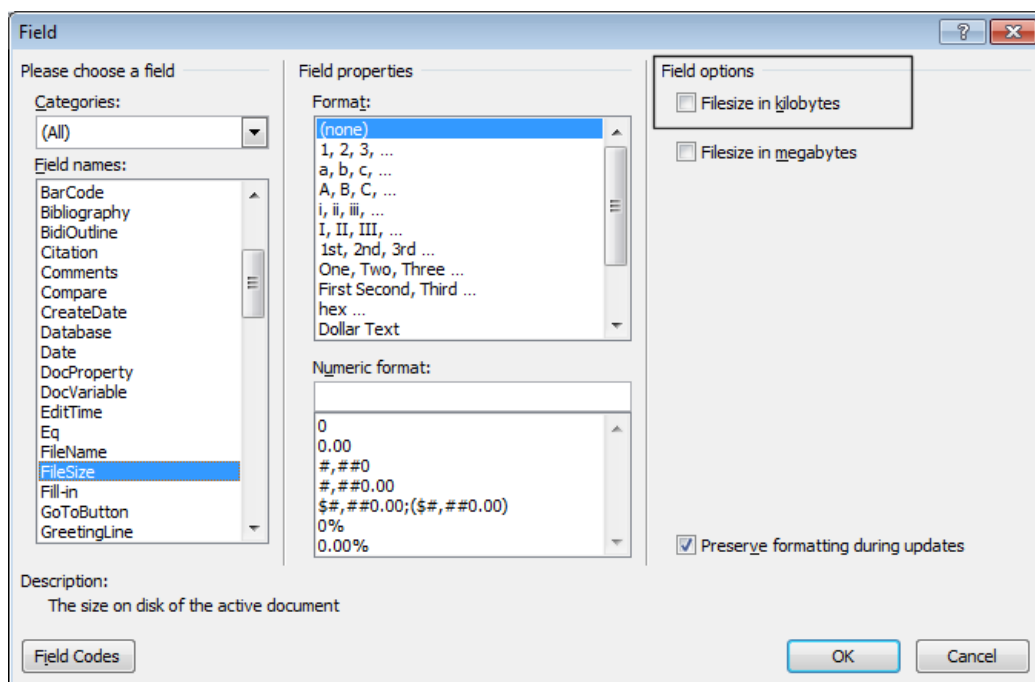 Field
Please choose a field
Categories:
(All)
Field names:
BarCode
Bibliography
BidiOutline
Citation
Comments
Compare
CreateDate
Database
Date
DocProperty
DocVariable
EditTime
Eq
FileName
FileSize
Fill-in
GoToButton
GreetingLine
Field properties
Format:
(none)
1, 2, 3, ...
a, b, c, ...
A, B, C, ...
i, ii, iii, ...
I, II, III, ...
1st, 2nd, 3rd ...
One, Two, Three ...
First Second, Third ...
hex ...
Dollar Text
Numeric format:
0
0.00
#,##0
#,##0.00
$#,##0.00;($#,##0.00)
0%
0.00%
Field options
Filesize in kilobytes
Filesize in megabytes
Preserve formatting during updates
Description:
The size on disk of the active document
Field Codes
OK
Cancel